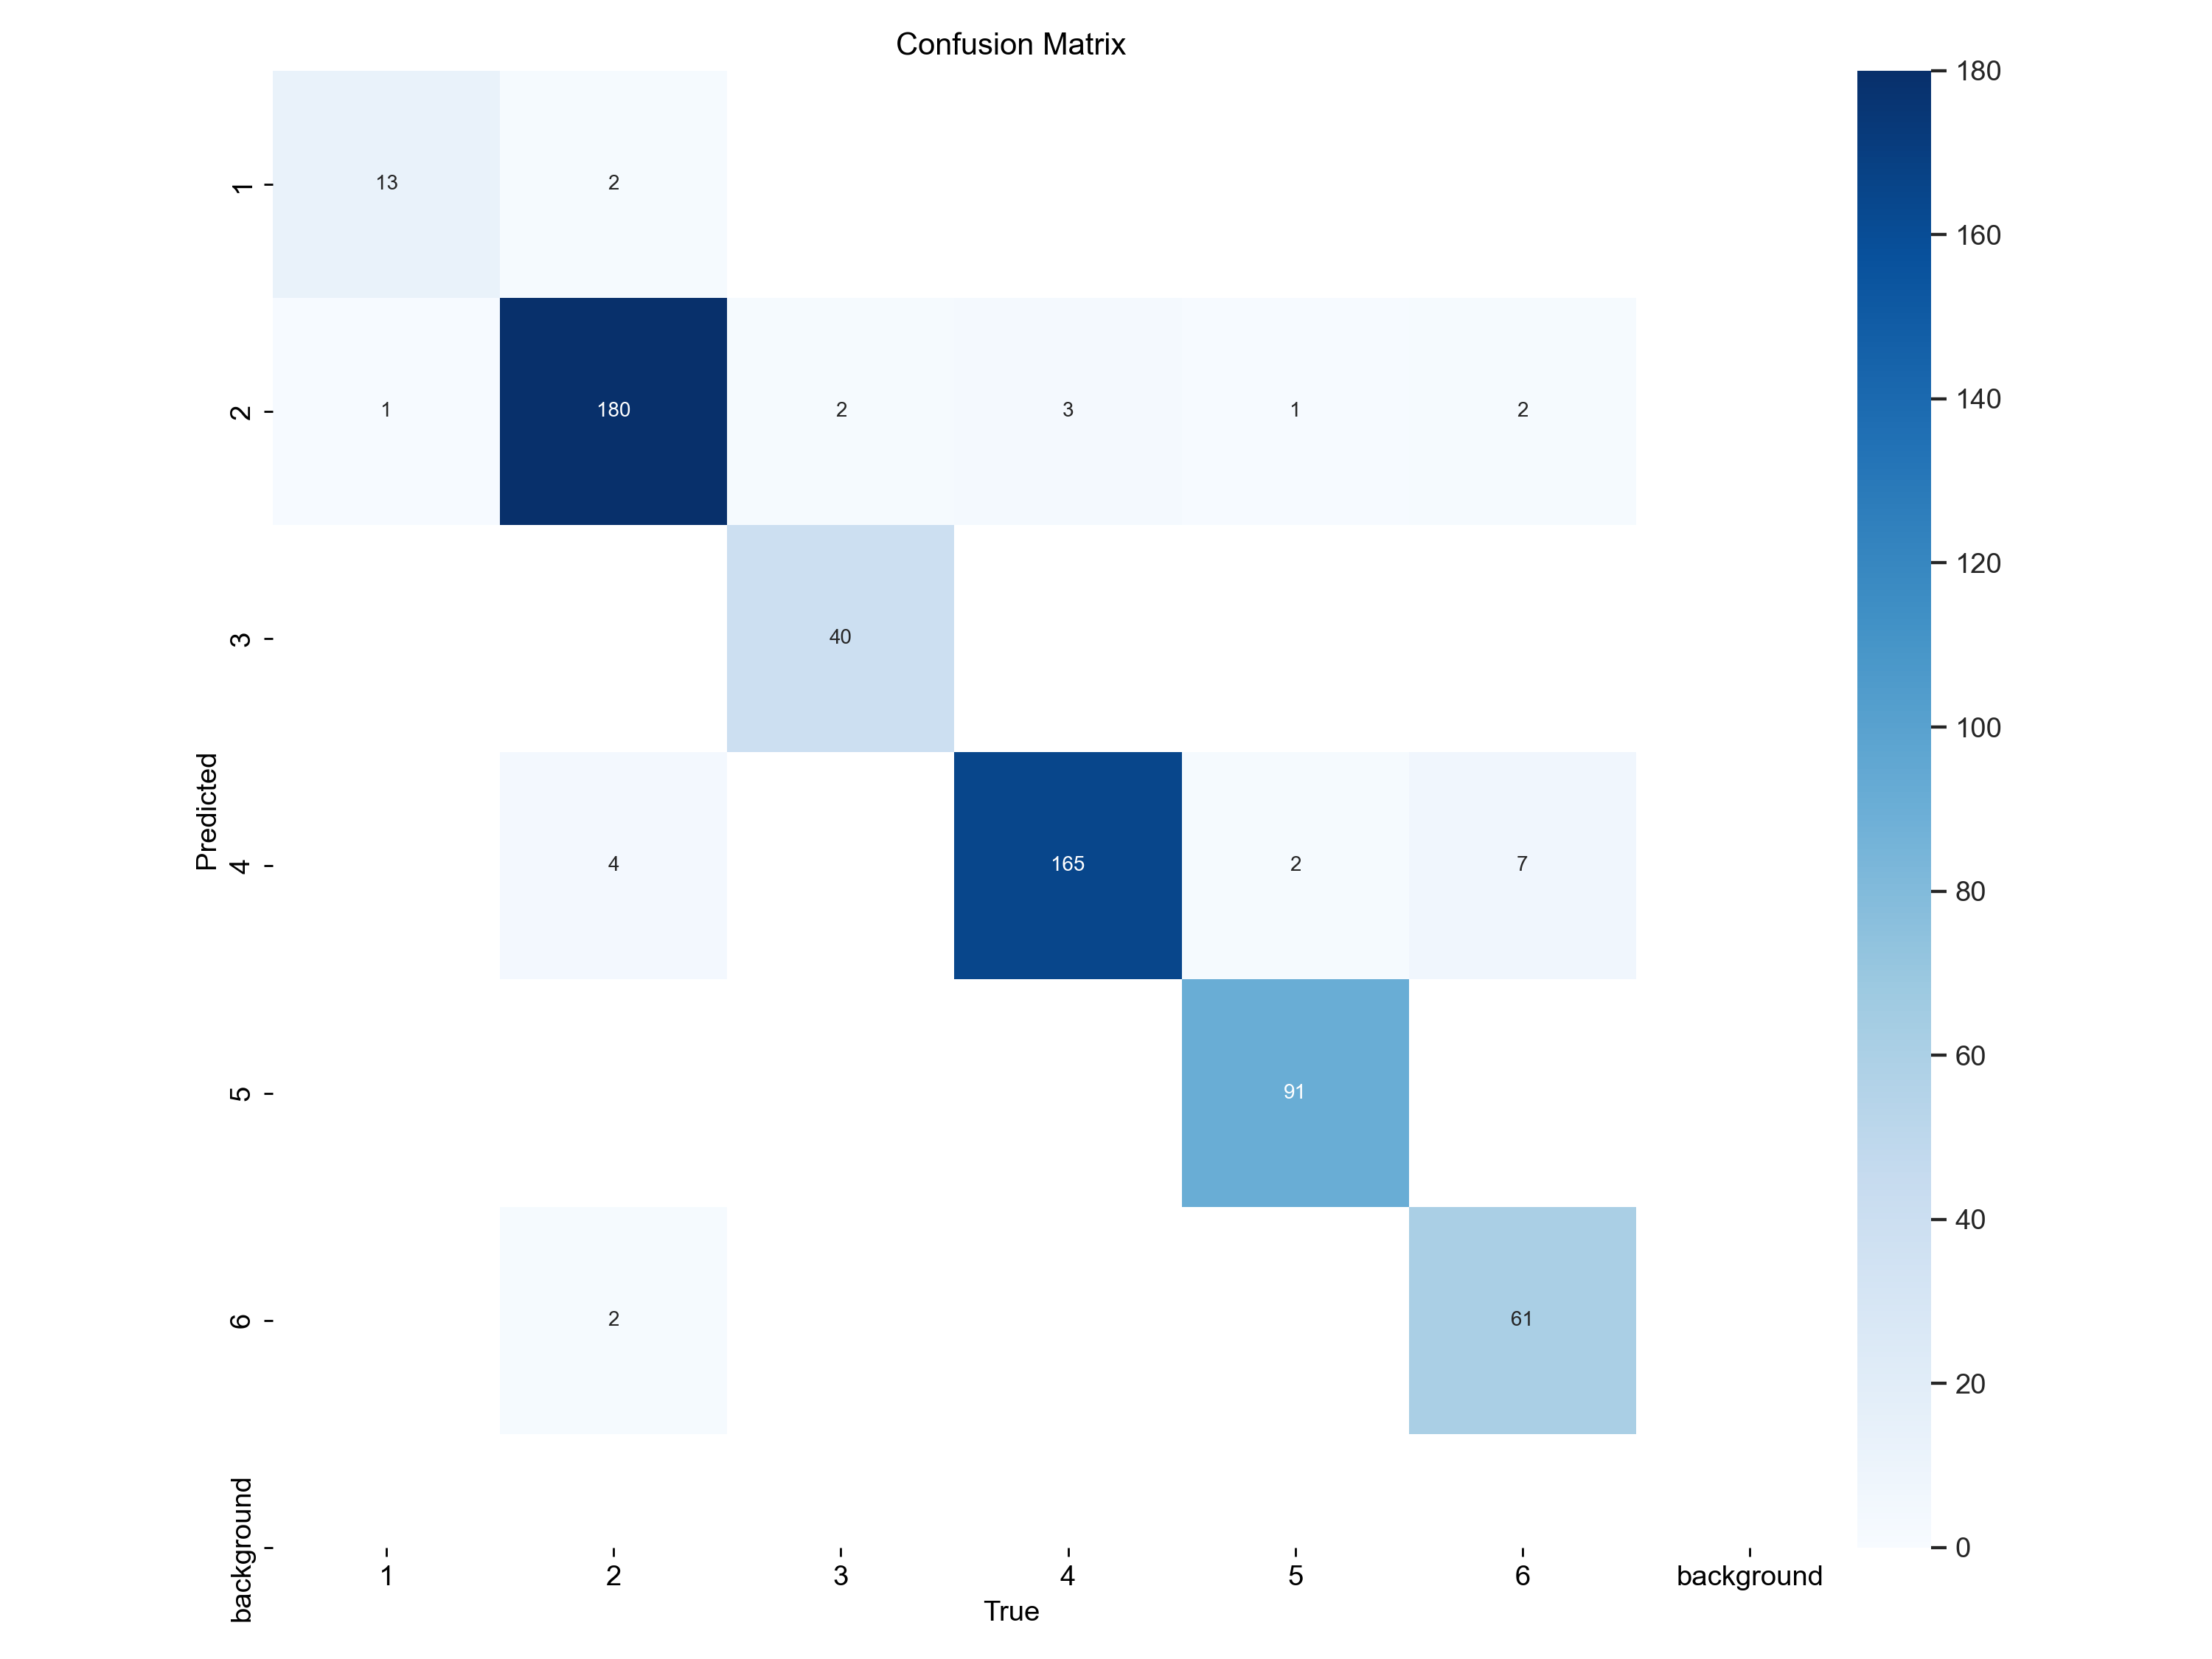 Confusion Matrix
1 13 2
2 1 180 2 3 1 2
3 40
4 4 165 2 7
5 91
6 2 61
background
Predicted
1 2 3 4 5 6 background
True
180
160
140
120
100
80
60
40
20
0